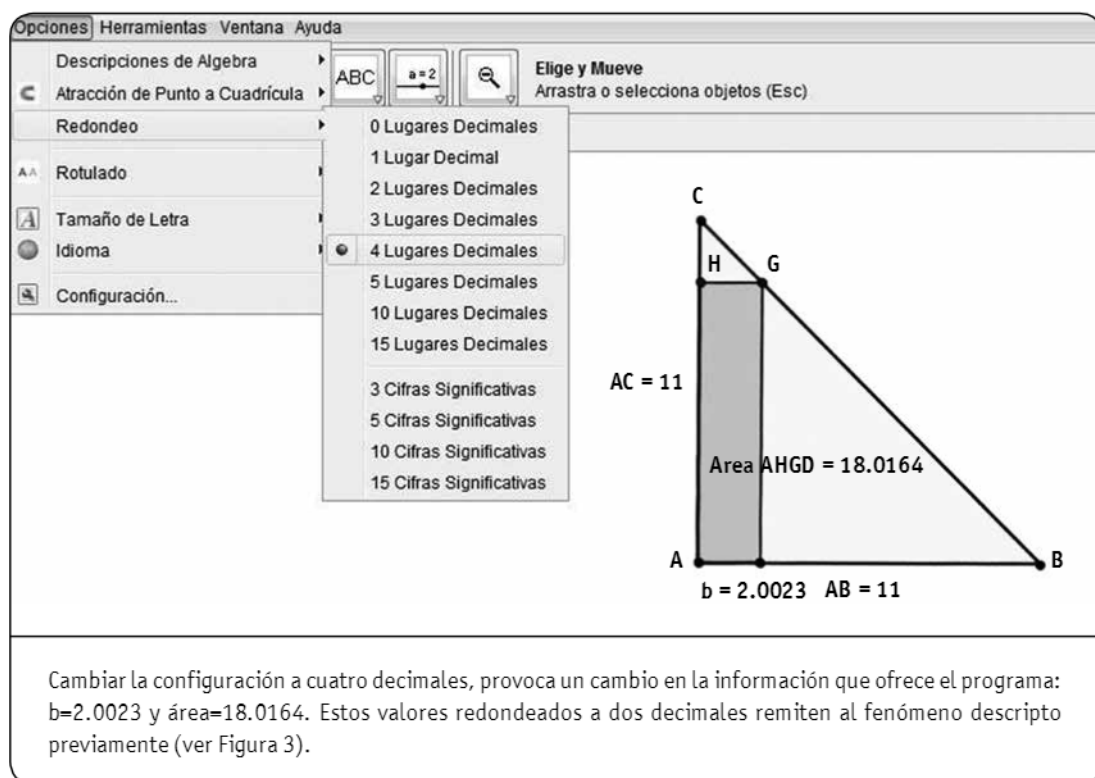 Opciones Herramientas Ventana Ayuda
Descripciones de Algebra
Atracción de Punto a Cuadrícula
Redondeo
AA Rotulado
A Tamaño de Letra
Idioma
Configuración...
ABC
a=2
Elige y Mueve
Arrastra o selecciona objetos (Esc)
0 Lugares Decimales
1 Lugar Decimal
2 Lugares Decimales
3 Lugares Decimales
4 Lugares Decimales
5 Lugares Decimales
10 Lugares Decimales
15 Lugares Decimales
3 Cifras Significativas
5 Cifras Significativas
10 Cifras Significativas
15 Cifras Significativas
C
H G
AC = 11
Area AHGD = 18.0164
A B
b = 2.0023 AB = 11
Cambiar la configuración a cuatro decimales, provoca un cambio en la información que ofrece el programa:
b=2.0023 y área=18.0164. Estos valores redondeados a dos decimales remiten al fenómeno descripto
previamente (ver Figura 3).